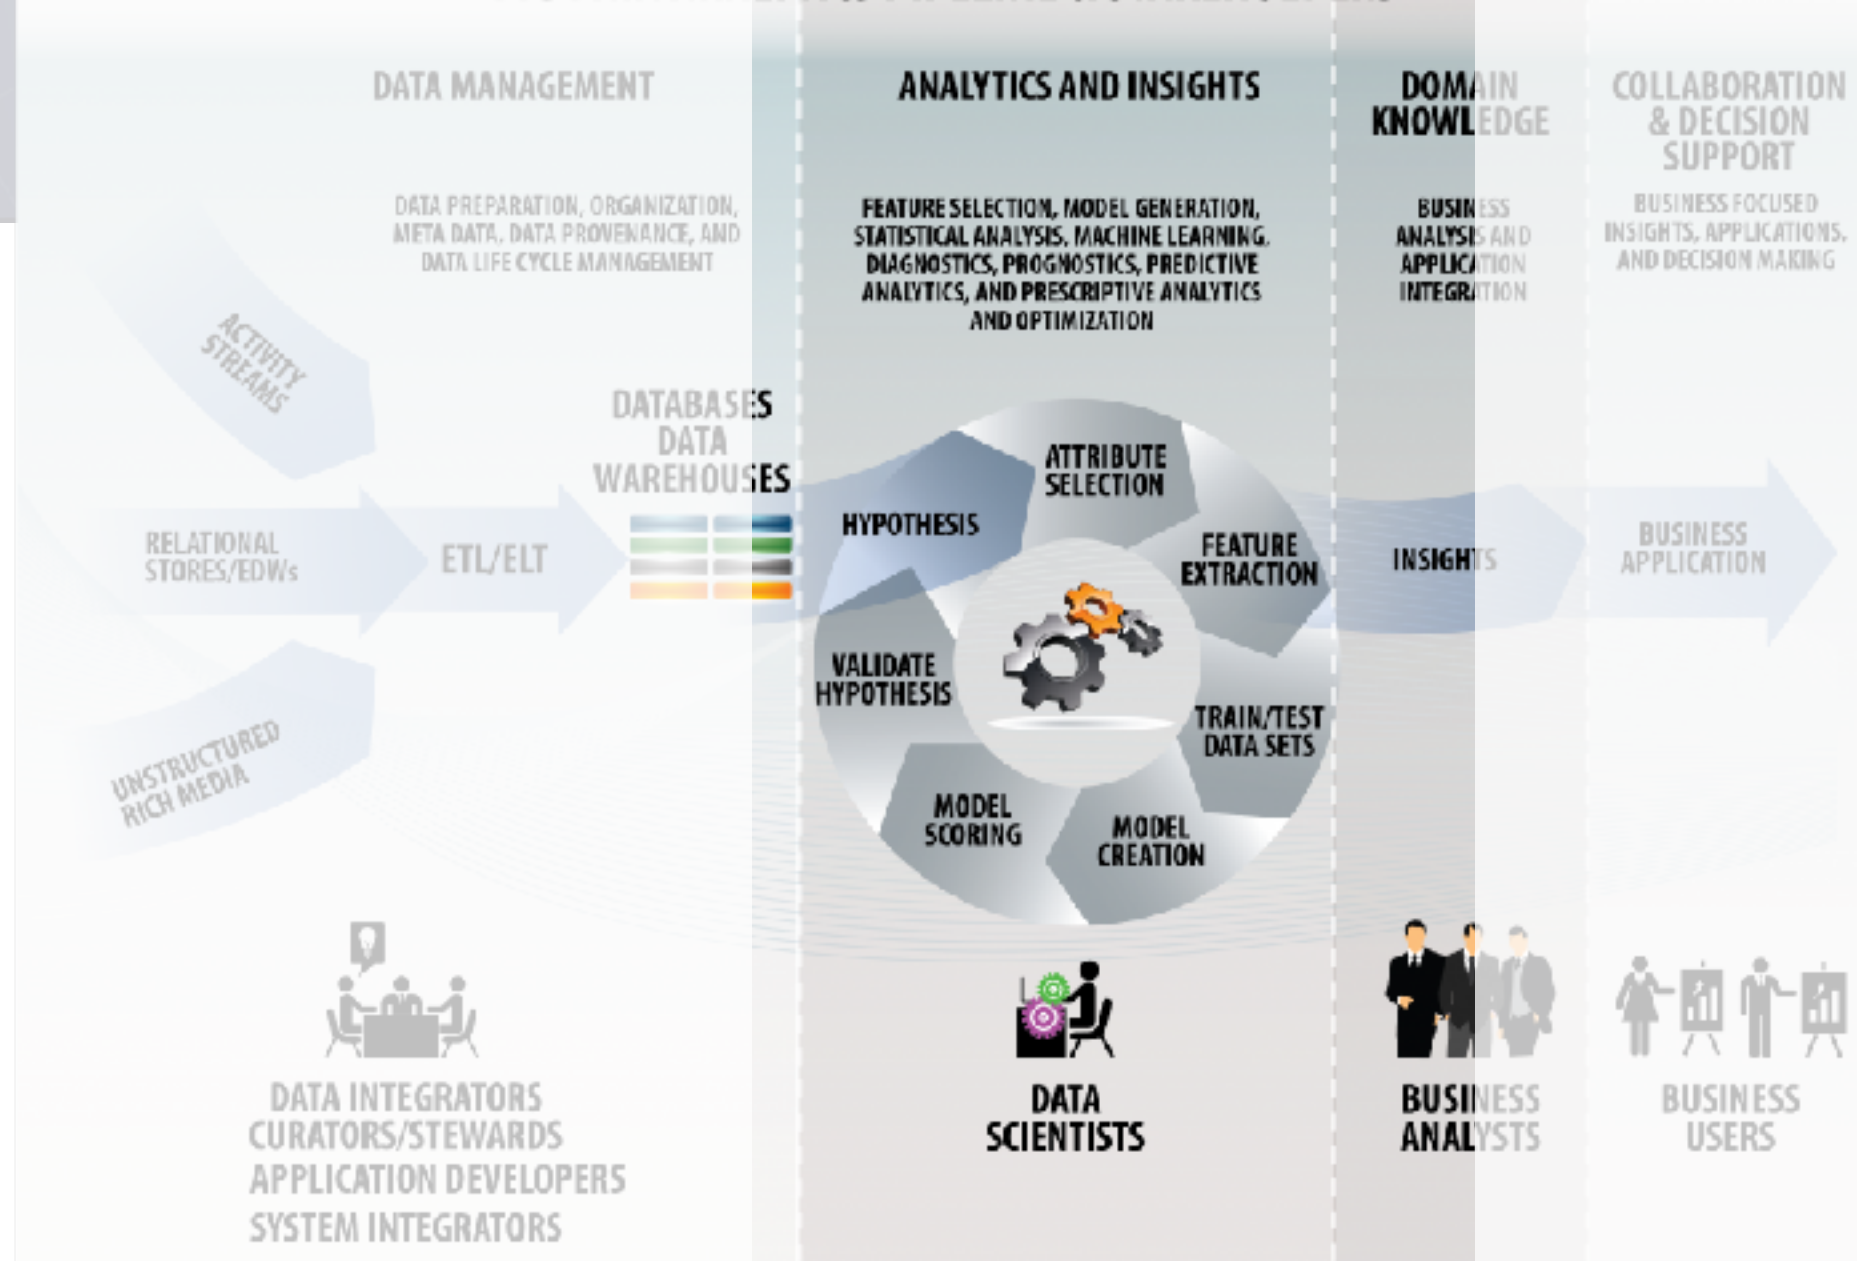 DATA MANAGEMENT
DATA PREPARATION, ORGANIZATION,
META DATA, DATA PROVENANCE, AND
DATA LIFE CYCLE MANAGEMENT
ACTIVITY
STREAMS
RELATIONAL
STORES/EDWs
UNSTRUCTURED
RICH MEDIA
ETL/ELT
DATABASES
DATA
WAREHOUSES
DATA INTEGRATORS
CURATORS/STEWARDS
APPLICATION DEVELOPERS
SYSTEM INTEGRATORS
ANALYTICS AND INSIGHTS
FEATURE SELECTION, MODEL GENERATION,
STATISTICAL ANALYSIS, MACHINE LEARNING,
DIAGNOSTICS, PROGNOSTICS, PREDICTIVE
ANALYTICS, AND PRESCRIPTIVE ANALYTICS
AND OPTIMIZATION
HYPOTHESIS
ATTRIBUTE
SELECTION
FEATURE
EXTRACTION
TRAIN/TEST
DATA SETS
MODEL
CREATION
MODEL
SCORING
VALIDATE
HYPOTHESIS
DATA
SCIENTISTS
DOMAIN
KNOWLEDGE
BUSINESS
ANALYSIS AND
APPLICATION
INTEGRATION
INSIGHTS
BUSINESS
ANALYSTS
COLLABORATION
& DECISION
SUPPORT
BUSINESS FOCUSED
INSIGHTS, APPLICATIONS,
AND DECISION MAKING
BUSINESS
APPLICATION
BUSINESS
USERS